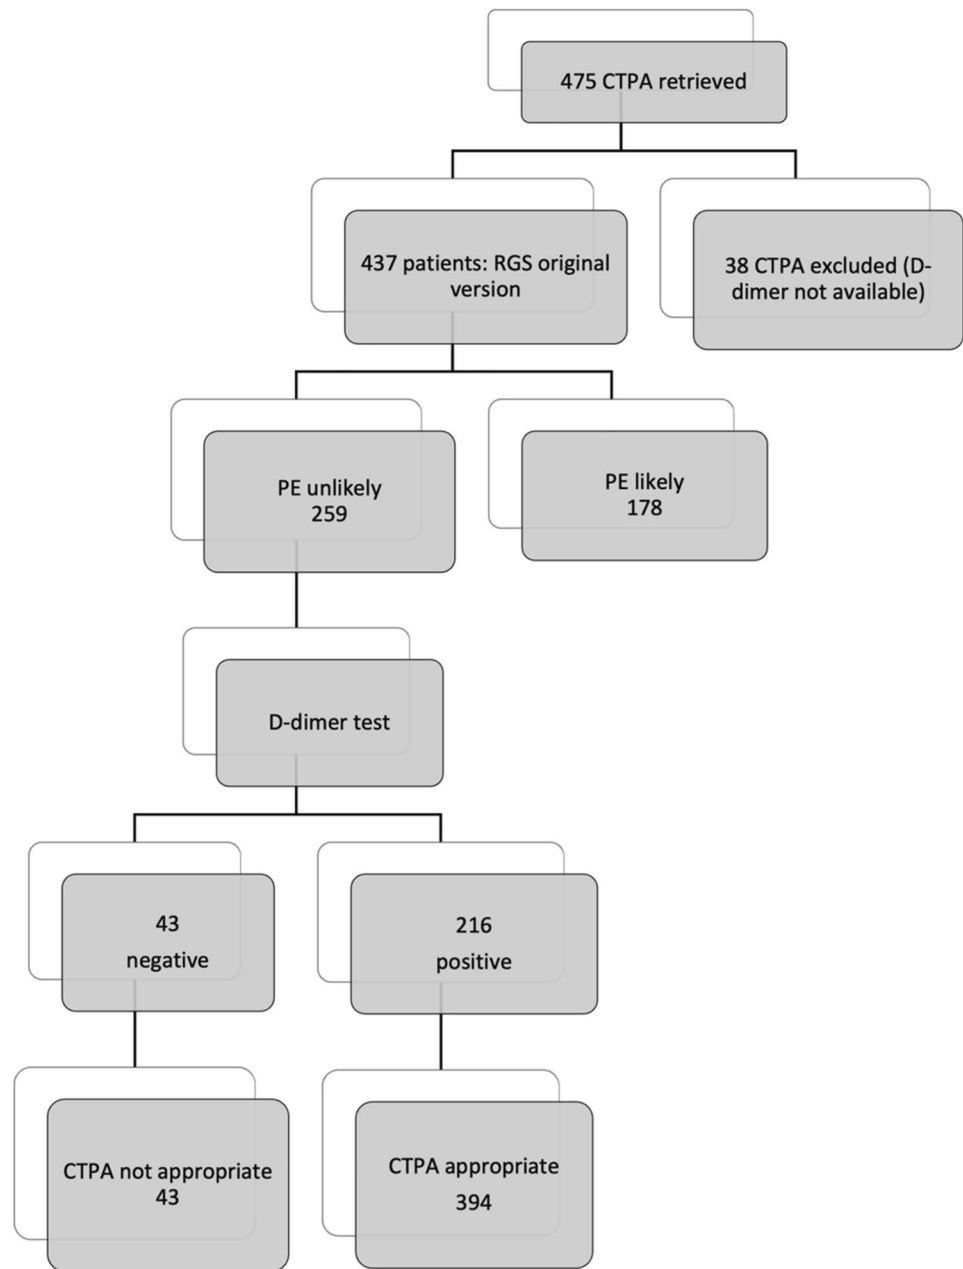 475 CTPA retrieved
437 patients: RGS original
version
38 CTPA excluded (D-
dimer not available)
PE unlikely
259
PE likely
178
D-dimer test
43
negative
216
positive
CTPA not appropriate
43
CTPA appropriate
394